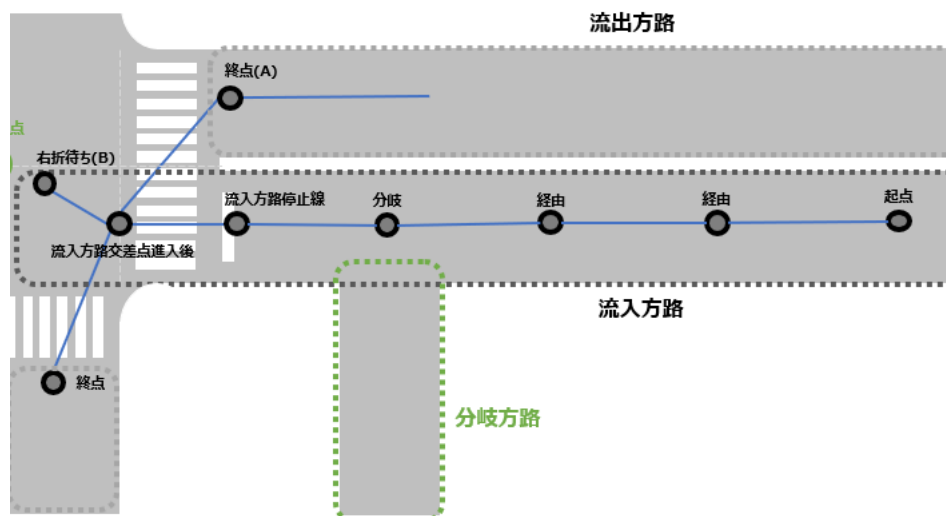 流出方路
終点(A)
点
右折待ち(B)
流入方路停止線
分岐
経由
経由
起点
流入方路交差点進入後
流入方路
終点
分岐方路